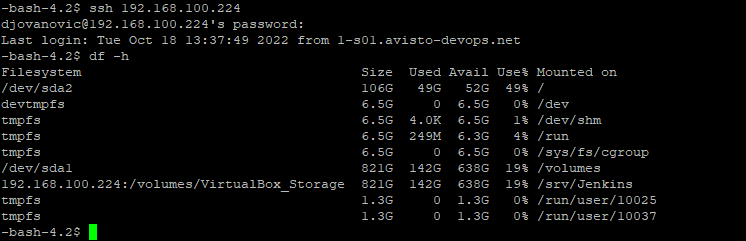 -bash-4.2$ ssh 192.168.100.224
djovanovic@192.168.100.224's password:
Last login: Tue Oct 18 13:37:49 2022 from l-s01.avisto-devops.net
-bash-4.2$ df -h
Filesystem                              Size  Used Avail Use% Mounted on
/dev/sda2                               106G   49G   52G  49% /
devtmpfs                                6.5G     0  6.5G   0% /dev
tmpfs                                   6.5G  4.0K  6.5G   1% /dev/shm
tmpfs                                   6.5G  249M  6.3G   4% /run
tmpfs                                   6.5G     0  6.5G   0% /sys/fs/cgroup
/dev/sda1                               821G  142G  638G  19% /volumes
192.168.100.224:/volumes/VirtualBox_Storage  821G  142G  638G  19% /srv/Jenkins
tmpfs                                   1.3G     0  1.3G   0% /run/user/10025
tmpfs                                   1.3G     0  1.3G   0% /run/user/10037
-bash-4.2$